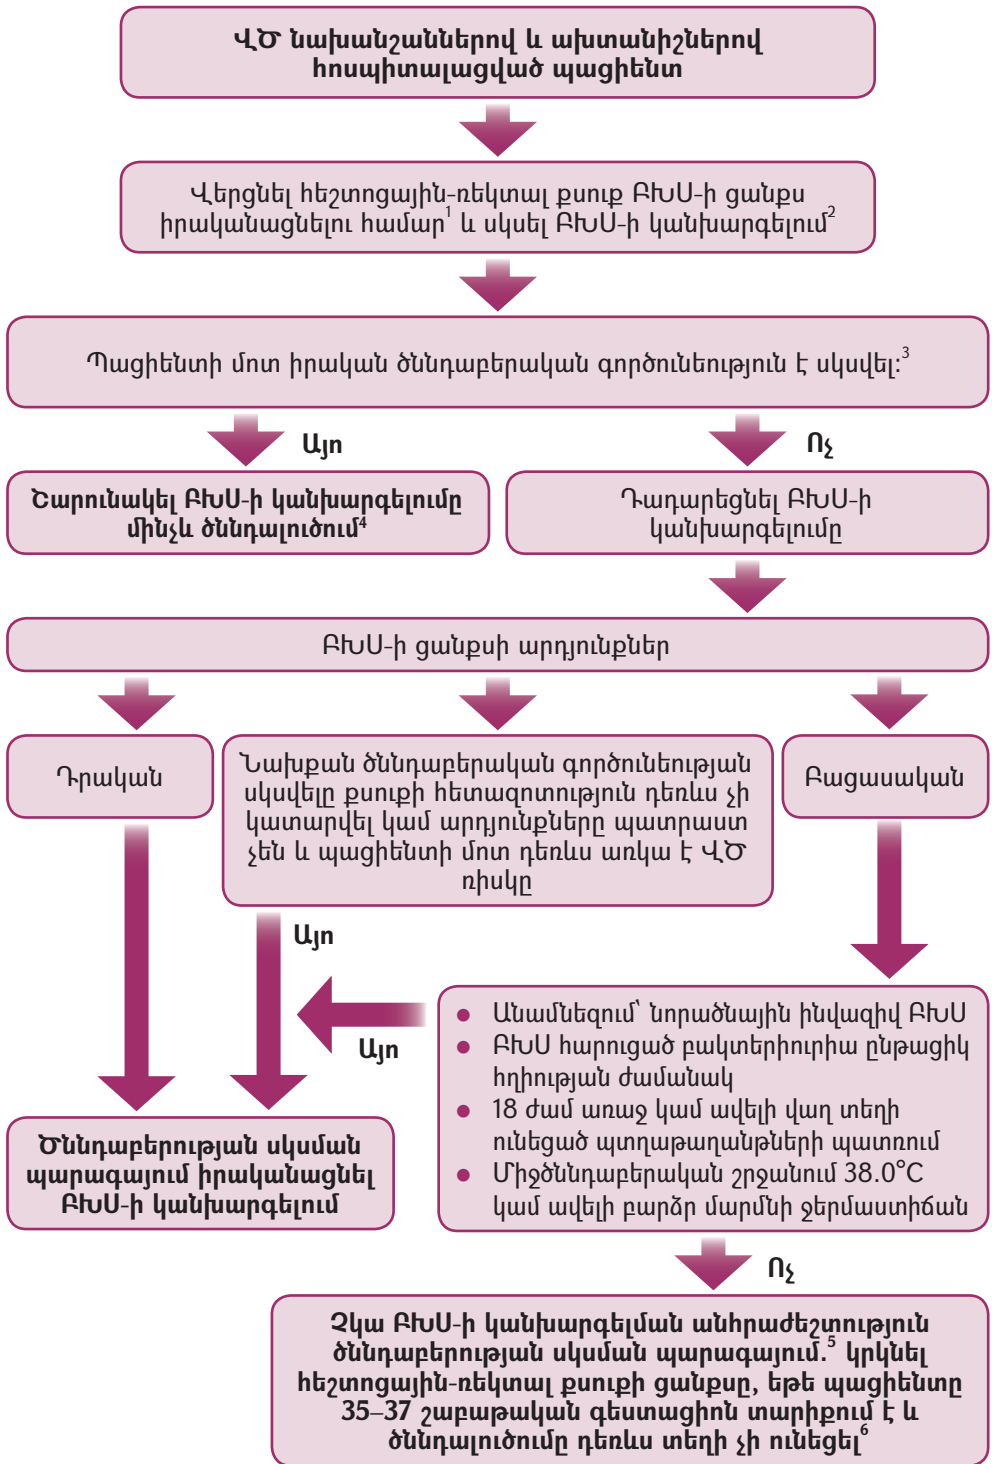 ՎԾ նախանշաններով և ախտանիշներով
հոսպիտալացված պացիենտ
Վերցնել հեշտոցային-ռեկտալ քսուք ԲԽՍ-ի ցանքս
իրականացնելու համար¹ և սկսել ԲԽՍ-ի կանխարգելում²
Պացիենտի մոտ իրական ծննդաբերական գործունեություն է սկսվել:³
Այո
Ոչ
Շարունակել ԲԽՍ-ի կանխարգելումը
մինչև ծննդալուծում⁴
Դադարեցնել ԲԽՍ-ի
կանխարգելումը
ԲԽՍ-ի ցանքսի արդյունքներ
Դրական
Նախքան ծննդաբերական գործունեության
սկսվելը քսուքի հետազոտություն դեռևս չի
կատարվել կամ արդյունքները պատրաստ
չեն և պացիենտի մոտ դեռևս առկա է ՎԾ
ռիսկը
Բացասական
Այո
Այո
● Անամնեզում՝ նորածնային ինվազիվ ԲԽՍ
● ԲԽՍ հարուցած բակտերիուրիա ընթացիկ
հղիության ժամանակ
● 18 ժամ առաջ կամ ավելի վաղ տեղի
ունեցած պտղաթաղանթների պատռում
● Միջծննդաբերական շրջանում 38.0°C
կամ ավելի բարձր մարմնի ջերմաստիճան
Ծննդաբերության սկսման
պարագայում իրականացնել
ԲԽՍ-ի կանխարգելում
Ոչ
Չկա ԲԽՍ-ի կանխարգելման անհրաժեշտություն
ծննդաբերության սկսման պարագայում.⁵ կրկնել
հեշտոցային-ռեկտալ քսուքի ցանքսը, եթե պացիենտը
35–37 շաբաթական գեստացիոն տարիքում է և
ծննդալուծումը դեռևս տեղի չի ունեցել⁶